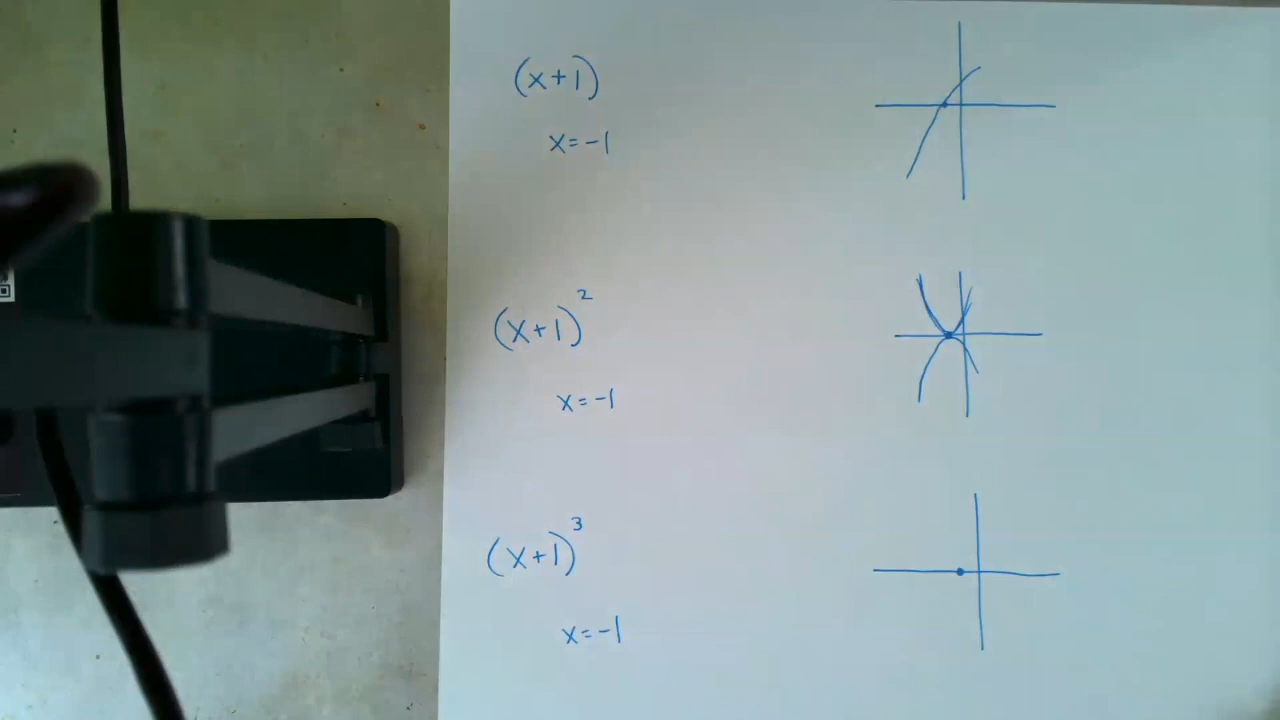 (x+1)
x=-1
(x+1)²
x=-1
(x+1)³
x=-1